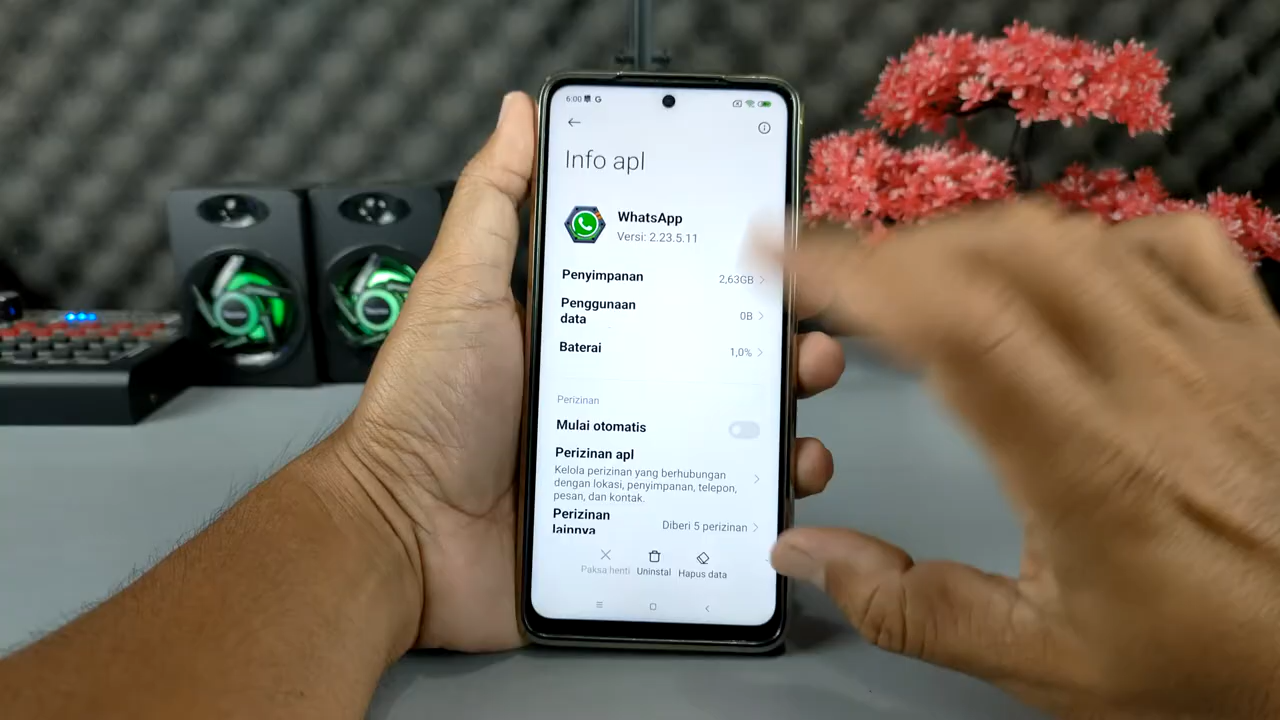 6:00
Info apl
WhatsApp
Versi: 2.23.5.11
Penyimpanan 2,63GB
Penggunaan
data 0B
Baterai 1,0%
Perizinan
Mulai otomatis
Perizinan apl
Kelola perizinan yang berhubungan
dengan lokasi, penyimpanan, telepon,
pesan, dan kontak.
Perizinan
lainnya Diberi 5 perizinan
Paksa henti Uninstal Hapus data